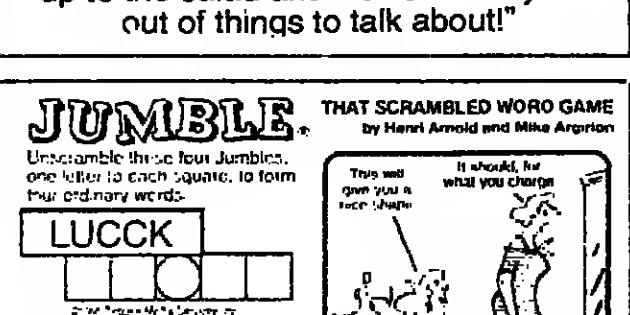 out of things to talk about!"
JUMBLE
THAT SCRAMBLED WORD GAME
by Henri Arnold and Mike Argirion
Unscramble these four Jumbles,
one letter to each square, to form
four ordinary words.
This will
give you a
nice shape
It should, for
what you charge
LUCCK